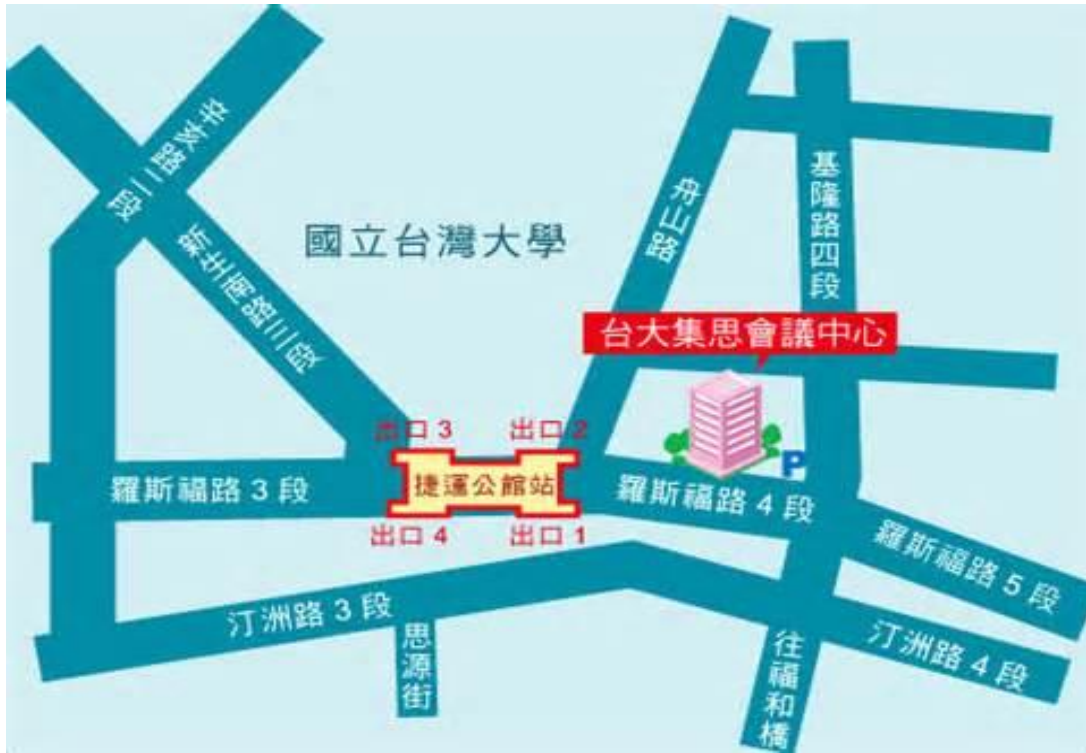 辛亥路二段
新生南路三段
國立台灣大學
舟山路
基隆路四段
台大集思會議中心
出口 3
出口 2
捷運公館站
P
羅斯福路 3 段
羅斯福路 4 段
出口 4
出口 1
羅斯福路 5 段
汀洲路 3 段
思源街
往福和橋
汀洲路 4 段